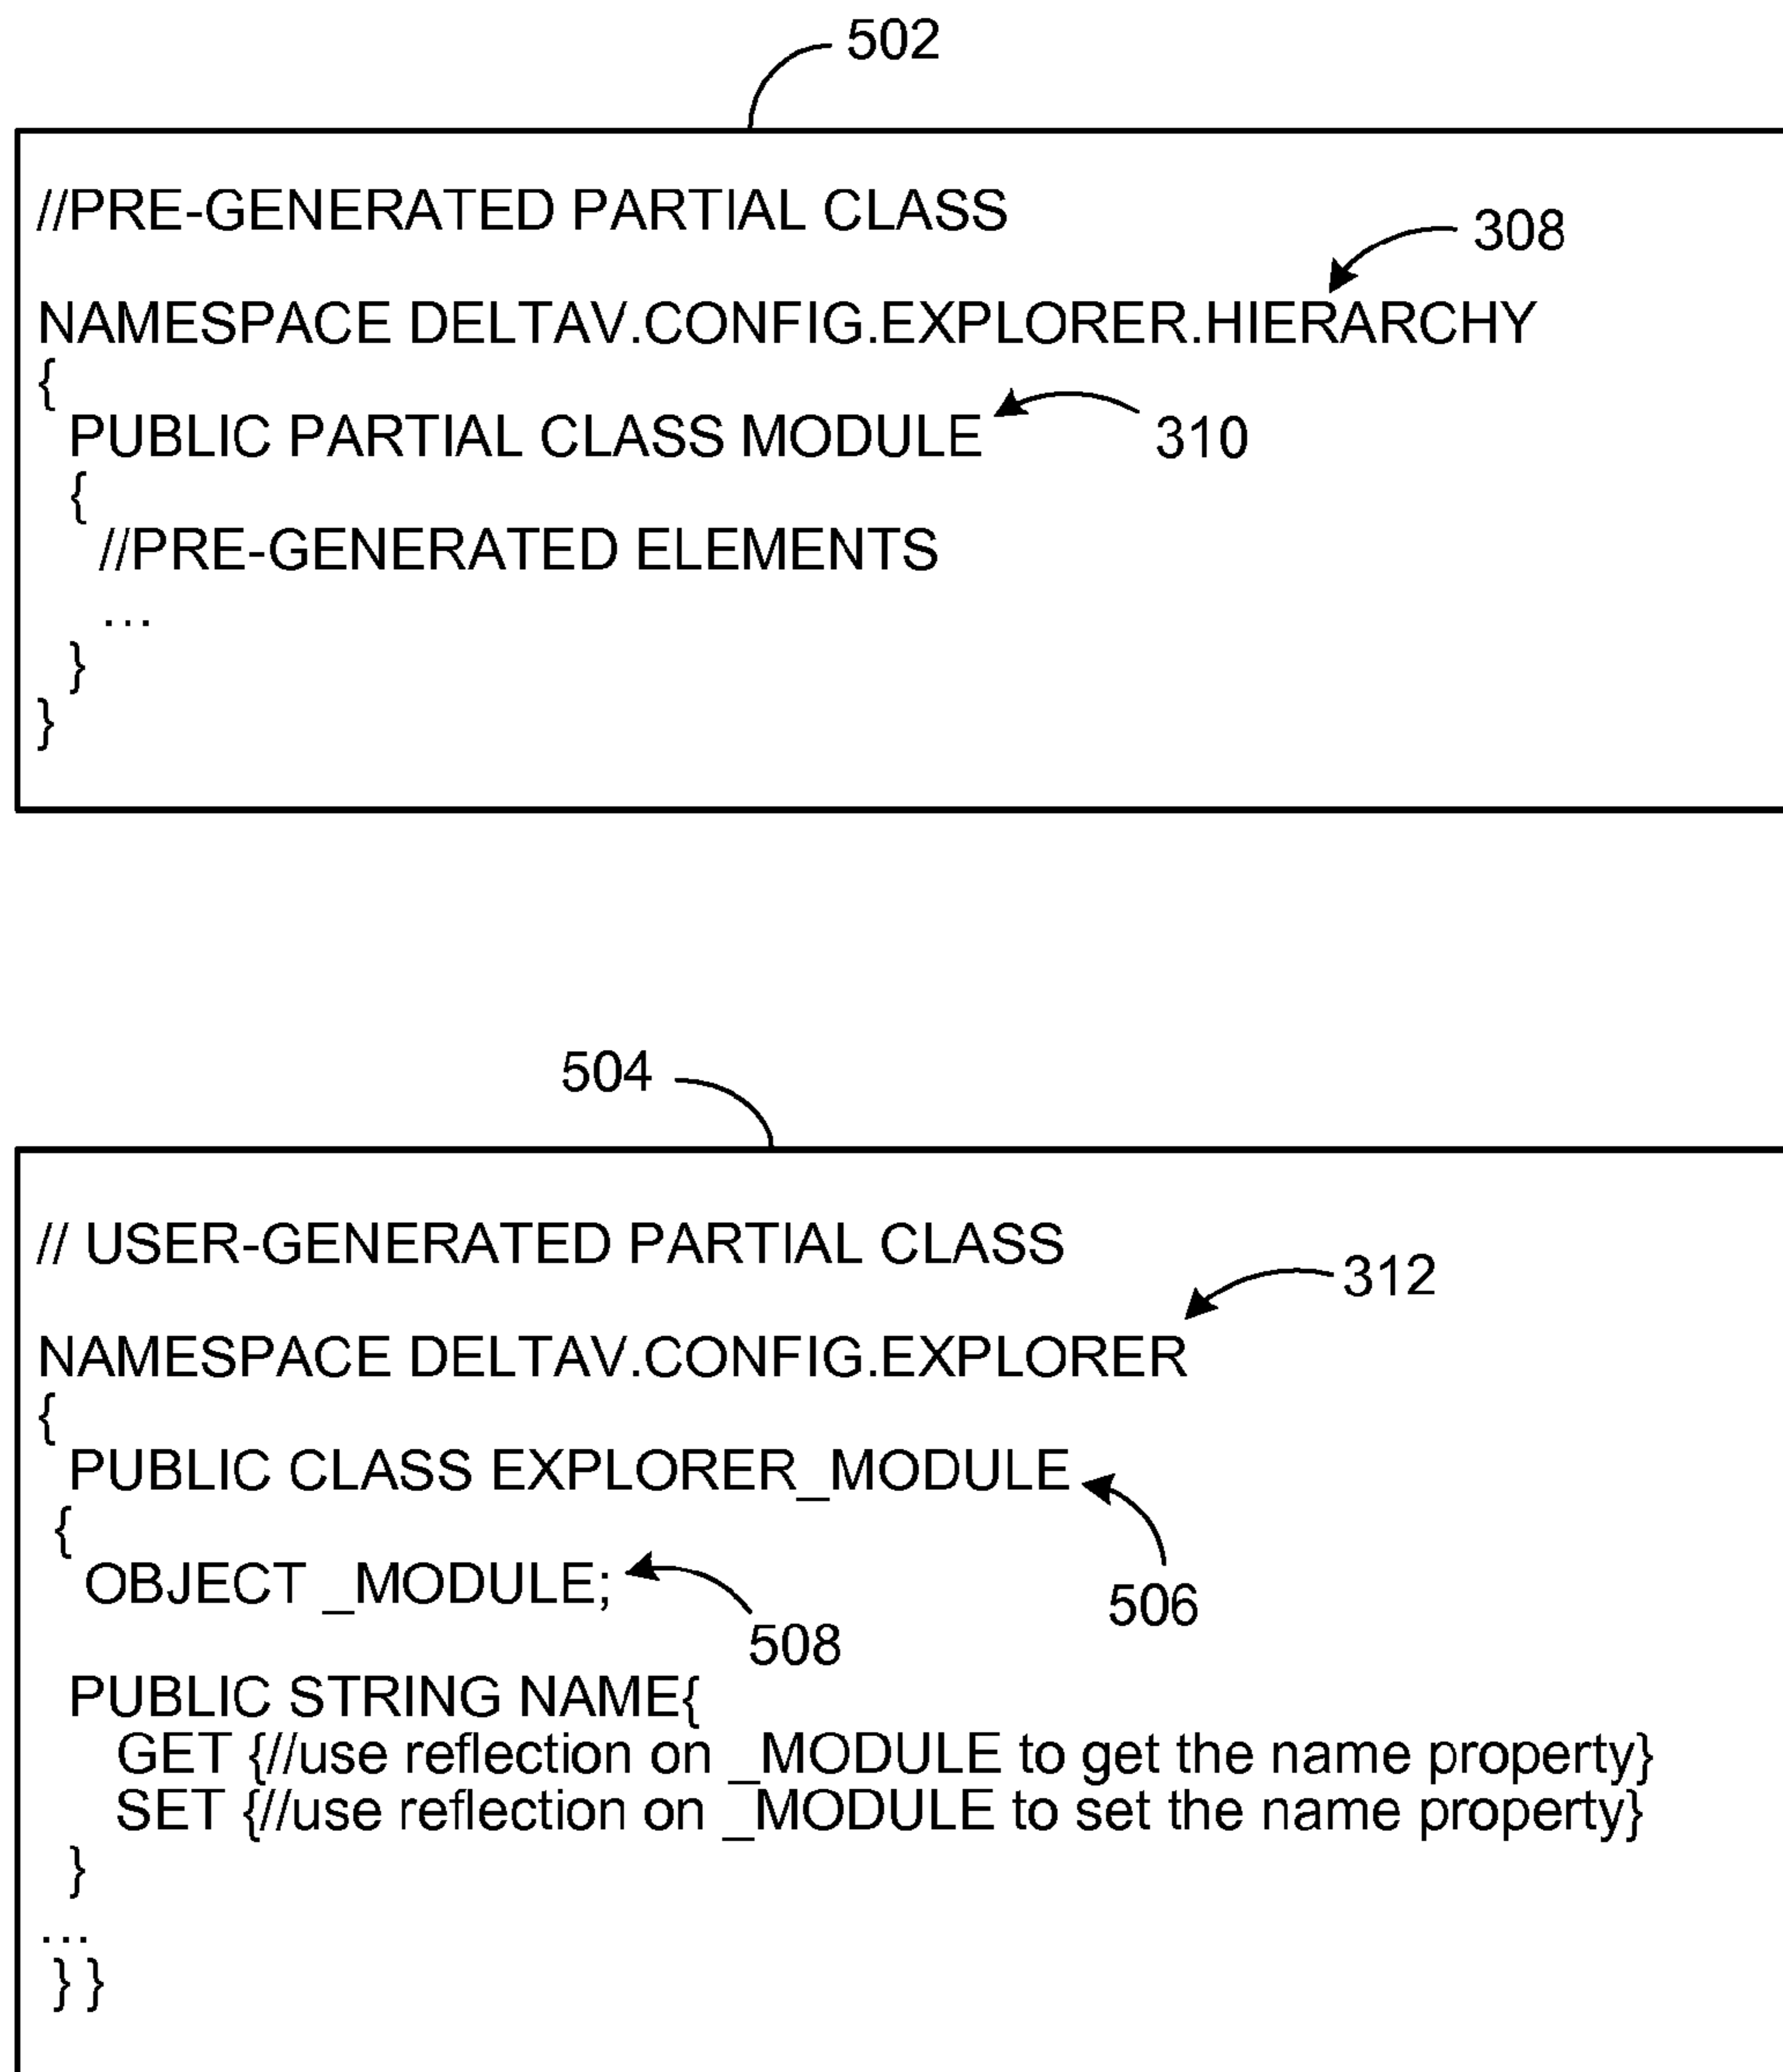 502
//PRE-GENERATED PARTIAL CLASS
308
NAMESPACE DELTAV.CONFIG.EXPLORER.HIERARCHY
{
PUBLIC PARTIAL CLASS MODULE
310
{
//PRE-GENERATED ELEMENTS
...
}
}
504
// USER-GENERATED PARTIAL CLASS
312
NAMESPACE DELTAV.CONFIG.EXPLORER
{
PUBLIC CLASS EXPLORER_MODULE
{
OBJECT _MODULE;
506
508
PUBLIC STRING NAME{
GET {//use reflection on _MODULE to get the name property}
SET {//use reflection on _MODULE to set the name property}
}
...
} }